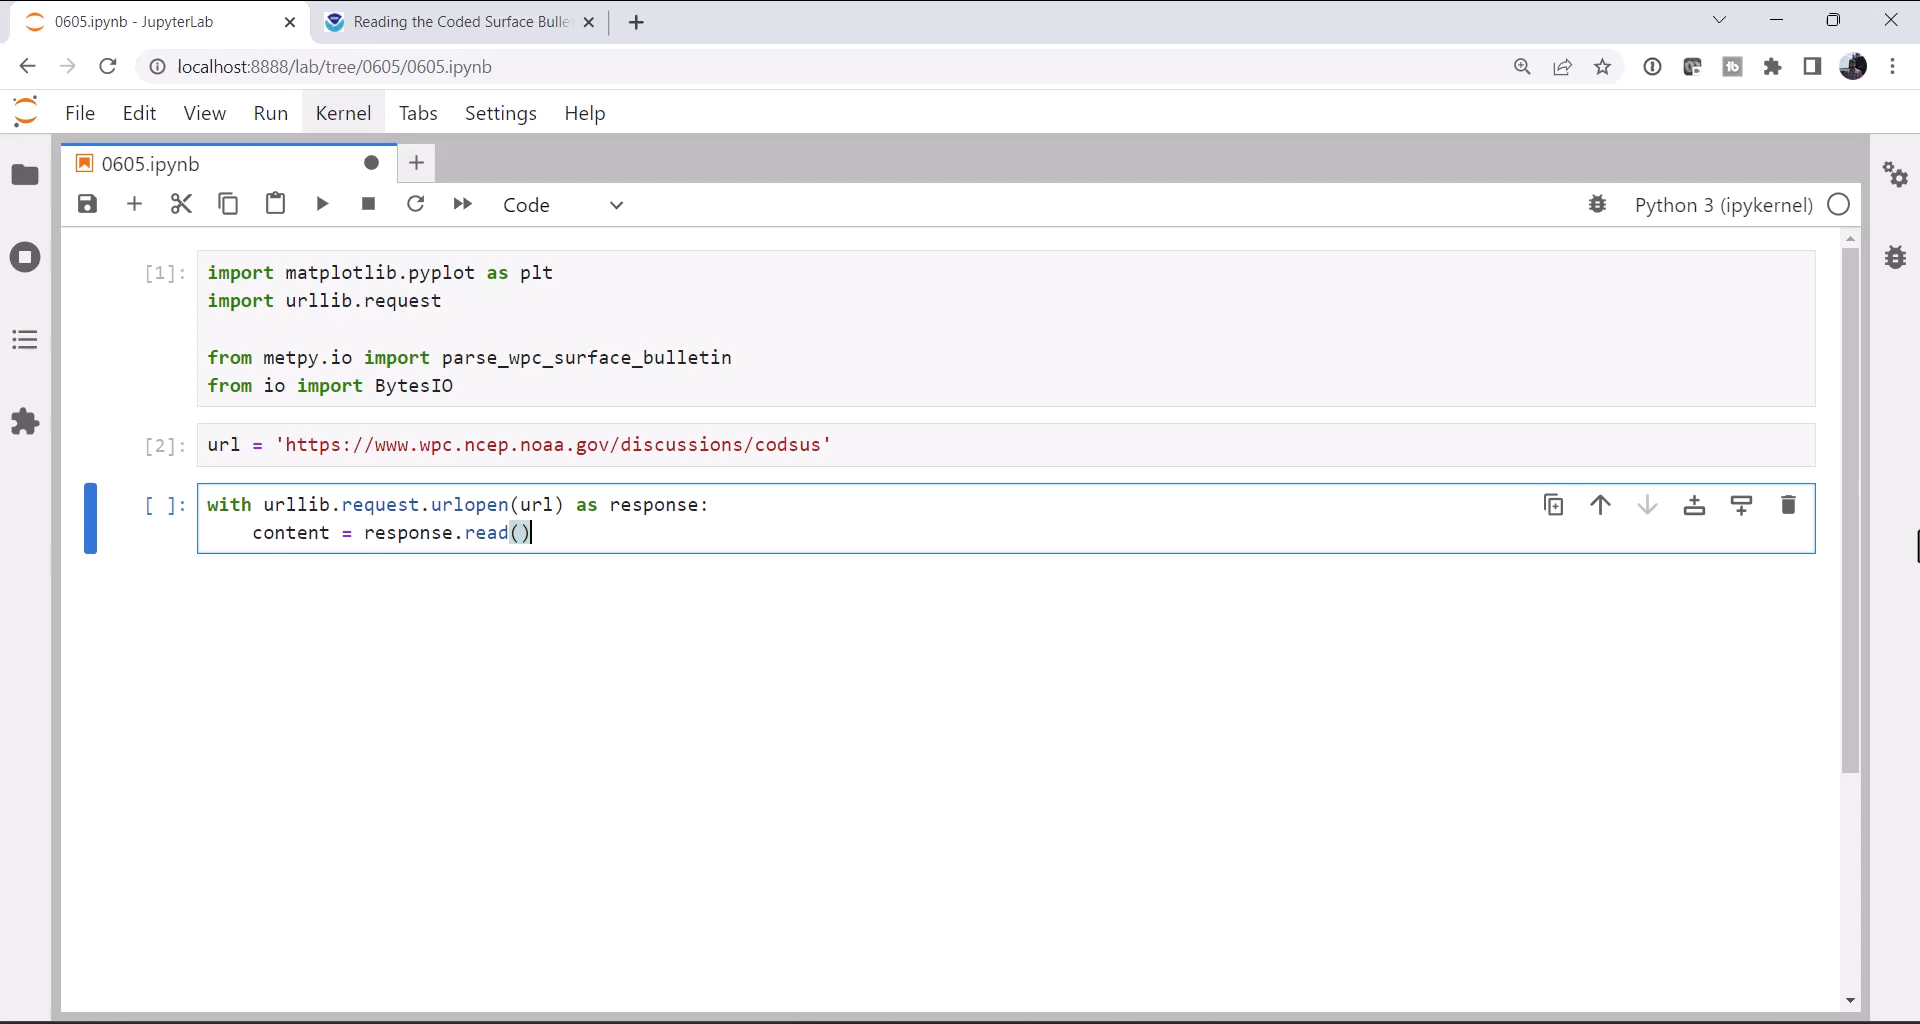 0605.ipynb - JupyterLab
Reading the Coded Surface Bulle
localhost:8888/lab/tree/0605/0605.ipynb
File Edit View Run Kernel Tabs Settings Help
0605.ipynb
Code
Python 3 (ipykernel)
[1]: import matplotlib.pyplot as plt
import urllib.request
from metpy.io import parse_wpc_surface_bulletin
from io import BytesIO
[2]: url = 'https://www.wpc.ncep.noaa.gov/discussions/codsus'
[ ]: with urllib.request.urlopen(url) as response:
content = response.read()